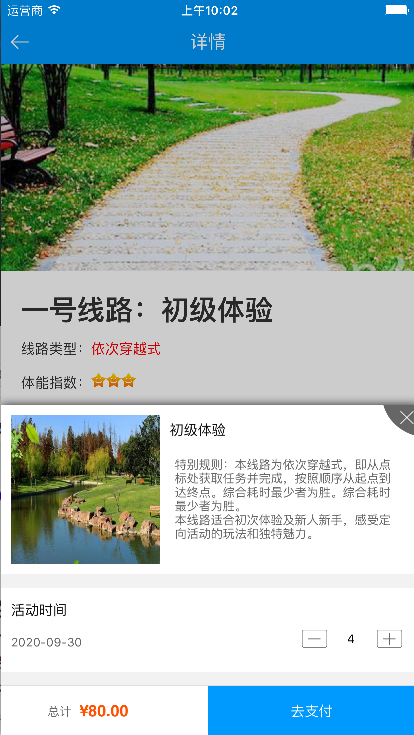 运营商 上午10:02
详情
一号线路：初级体验
线路类型：依次穿越式
体能指数：
初级体验
特别规则：本线路为依次穿越式，即从点
标处获取任务并完成，按照顺序从起点到
达终点。综合耗时最少者为胜。综合耗时
最少者为胜。
本线路适合初次体验及新人新手，感受定
向活动的玩法和独特魅力。
活动时间
2020-09-30 4
总计 ¥80.00 去支付